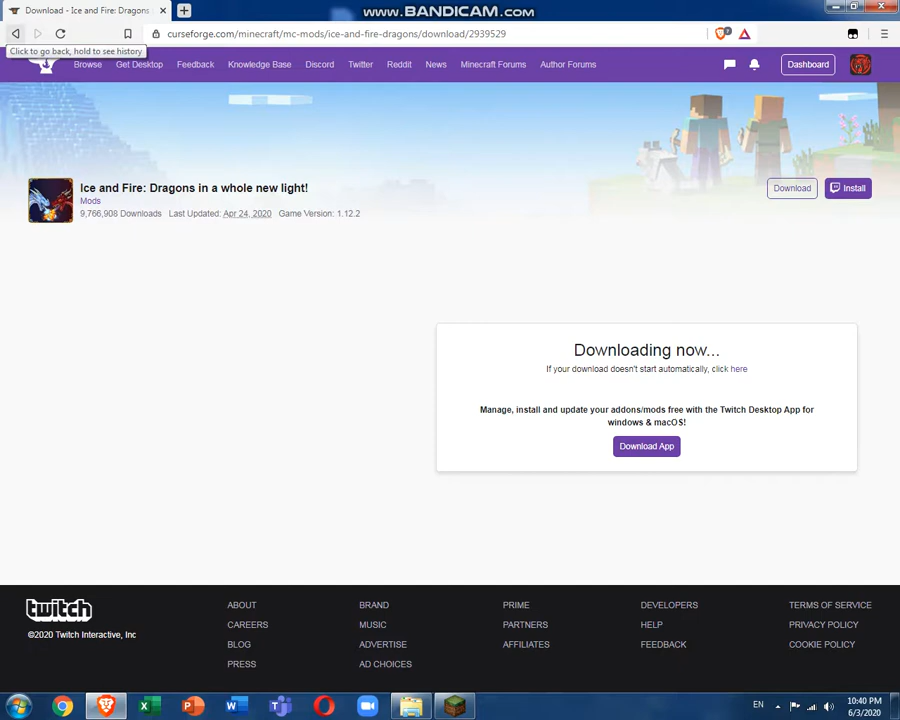 Download - Ice and Fire: Dragons
WWW.BANDICAM.COM
curseforge.com/minecraft/mc-mods/ice-and-fire-dragons/download/2939529
Click to go back, hold to see history
Browse Get Desktop Feedback Knowledge Base Discord Twitter Reddit News Minecraft Forums Author Forums Dashboard
Ice and Fire: Dragons in a whole new light!
Mods
9,766,908 Downloads Last Updated: Apr 24, 2020 Game Version: 1.12.2
Download Install
Downloading now...
If your download doesn't start automatically, click here
Manage, install and update your addons/mods free with the Twitch Desktop App for
windows & macOS!
Download App
twitch
©2020 Twitch Interactive, Inc
ABOUT BRAND PRIME DEVELOPERS TERMS OF SERVICE
CAREERS MUSIC PARTNERS HELP PRIVACY POLICY
BLOG ADVERTISE AFFILIATES FEEDBACK COOKIE POLICY
PRESS AD CHOICES
EN
10:40 PM
6/3/2020